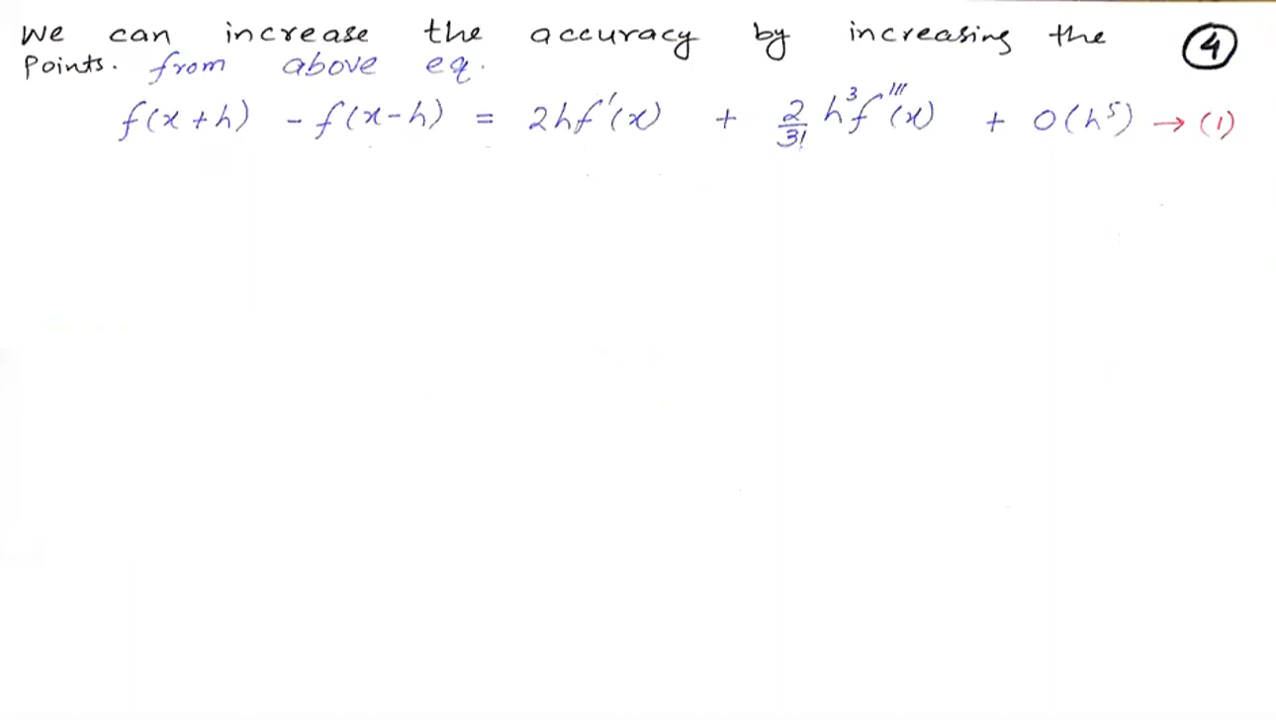 We can increase the accuracy by increasing the ④
Points. from above eq.
f(x+h) - f(x-h) = 2hf'(x) + 2/3! h³f'''(x) + O(h⁵) → (1)